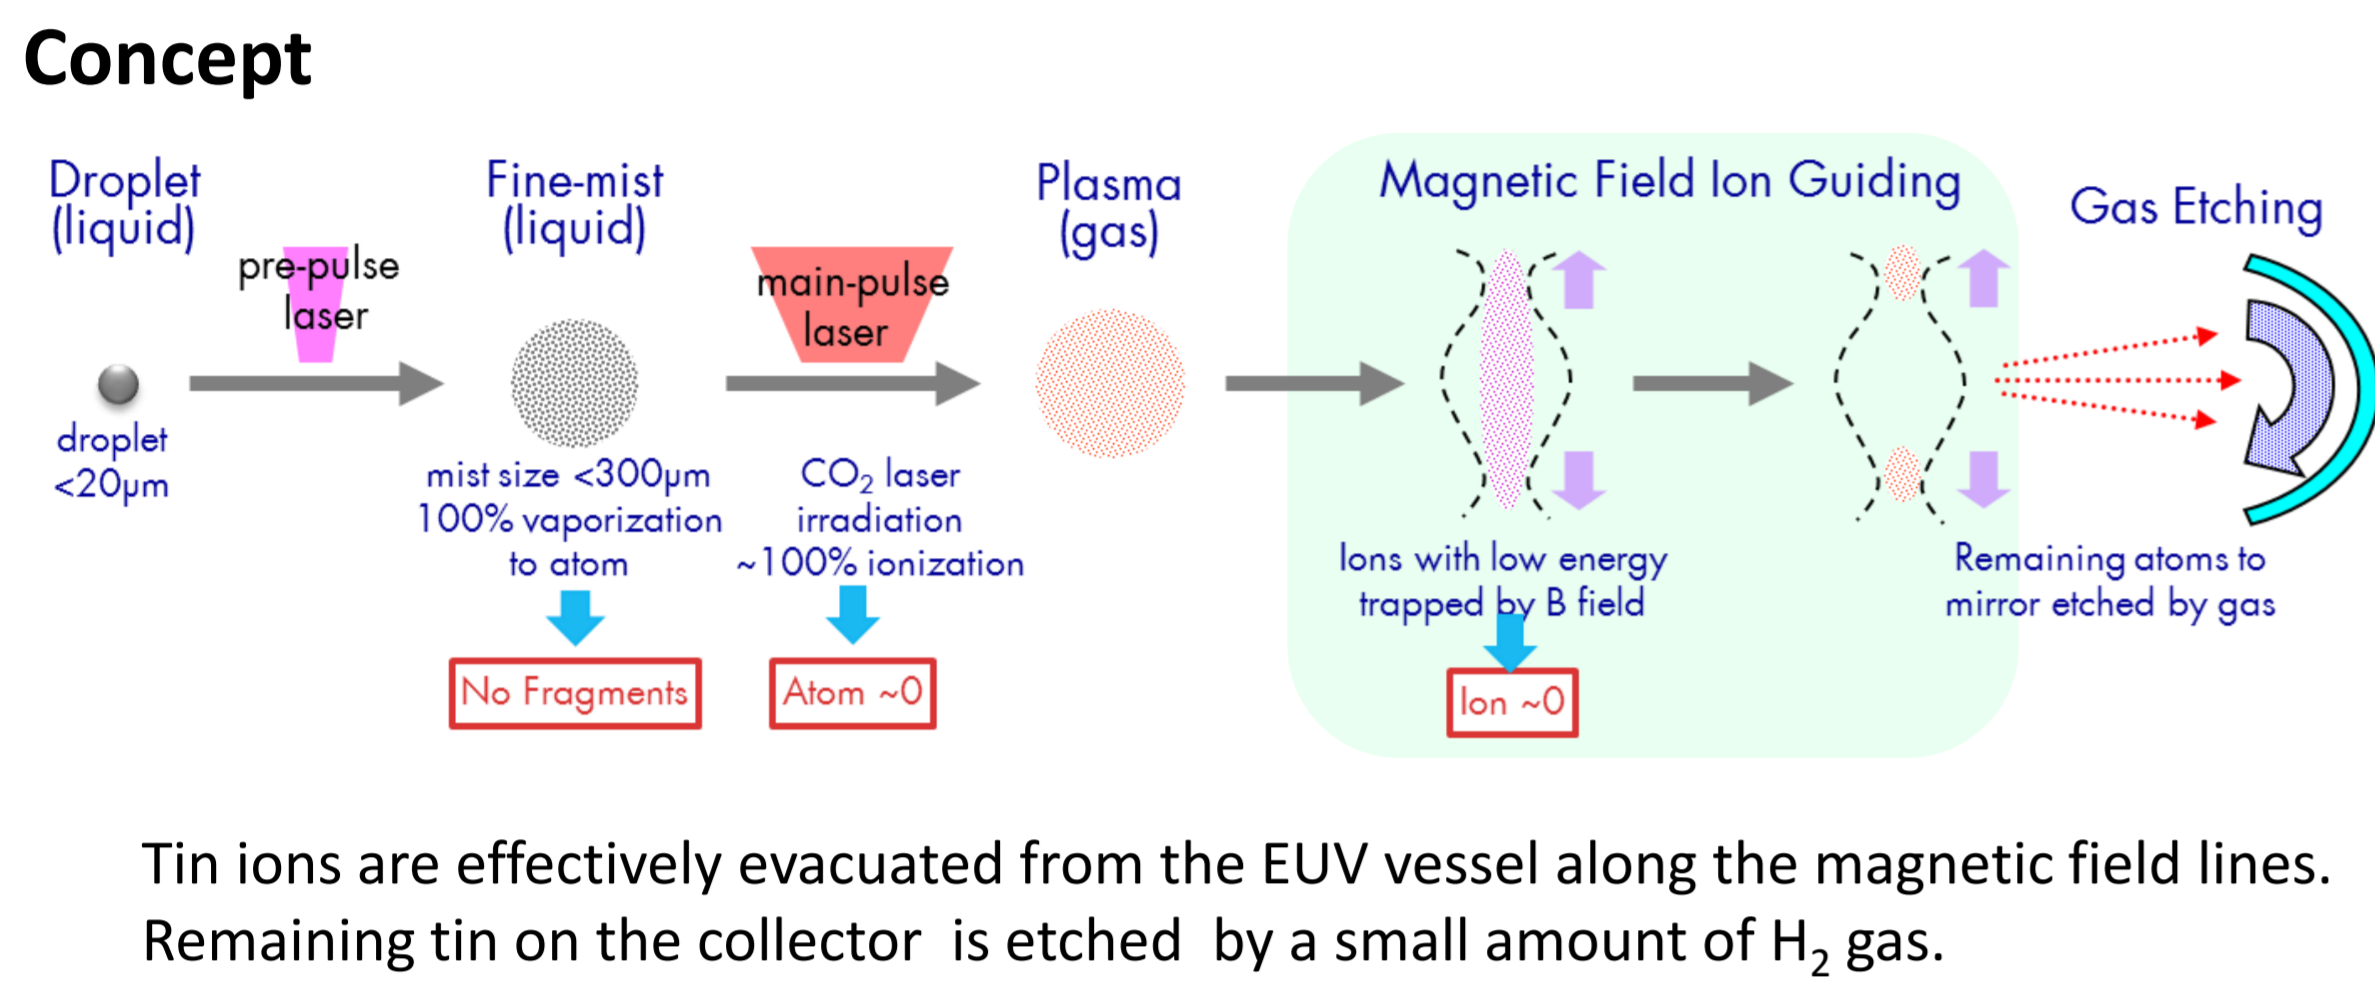 Concept
Droplet
(liquid)
pre-pulse
laser
droplet
<20µm
Fine-mist
(liquid)
mist size <300µm
100% vaporization
to atom
No Fragments
main-pulse
laser
CO₂ laser
irradiation
~100% ionization
Atom ~0
Plasma
(gas)
Magnetic Field Ion Guiding
Ions with low energy
trapped by B field
Ion ~0
Gas Etching
Remaining atoms to
mirror etched by gas
Tin ions are effectively evacuated from the EUV vessel along the magnetic field lines.
Remaining tin on the collector  is etched  by a small amount of H₂ gas.